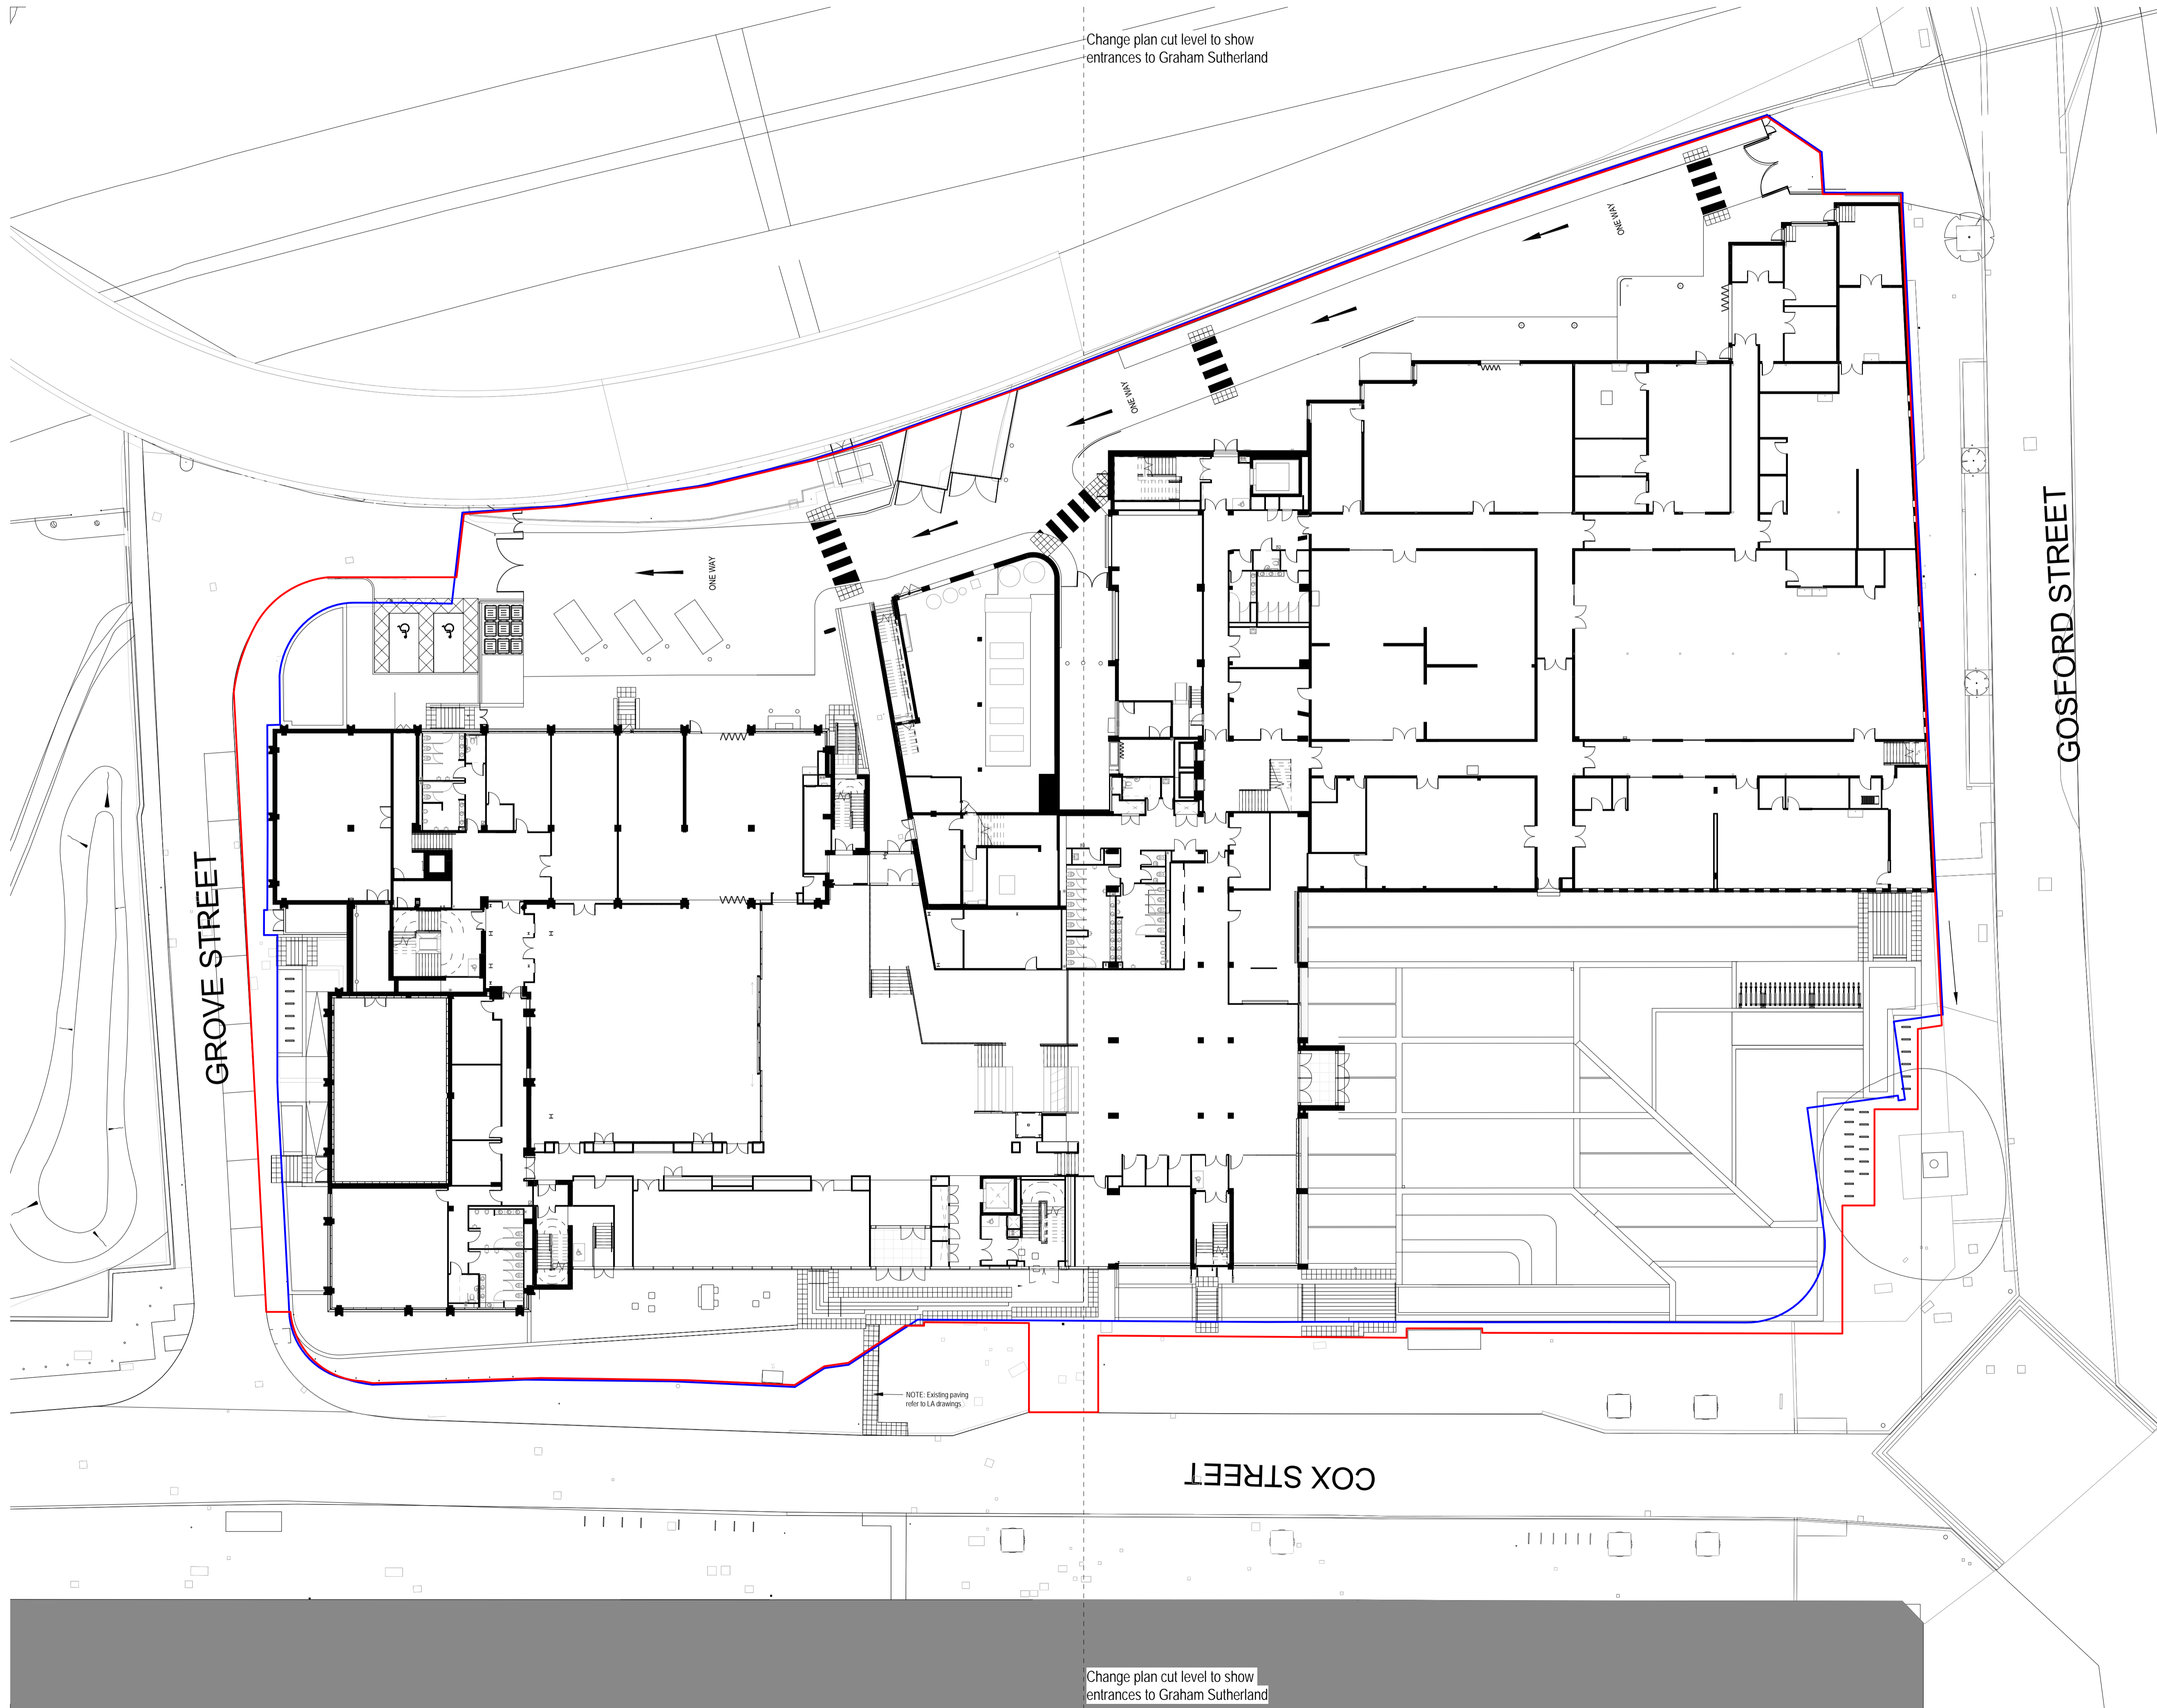 Change plan cut level to show
entrances to Graham Sutherland
ONE WAY
ONE WAY
ONE WAY
GOSFORD STREET
GROVE STREET
NOTE: Existing paving
refer to LA drawings
COX STREET
Change plan cut level to show
entrances to Graham Sutherland